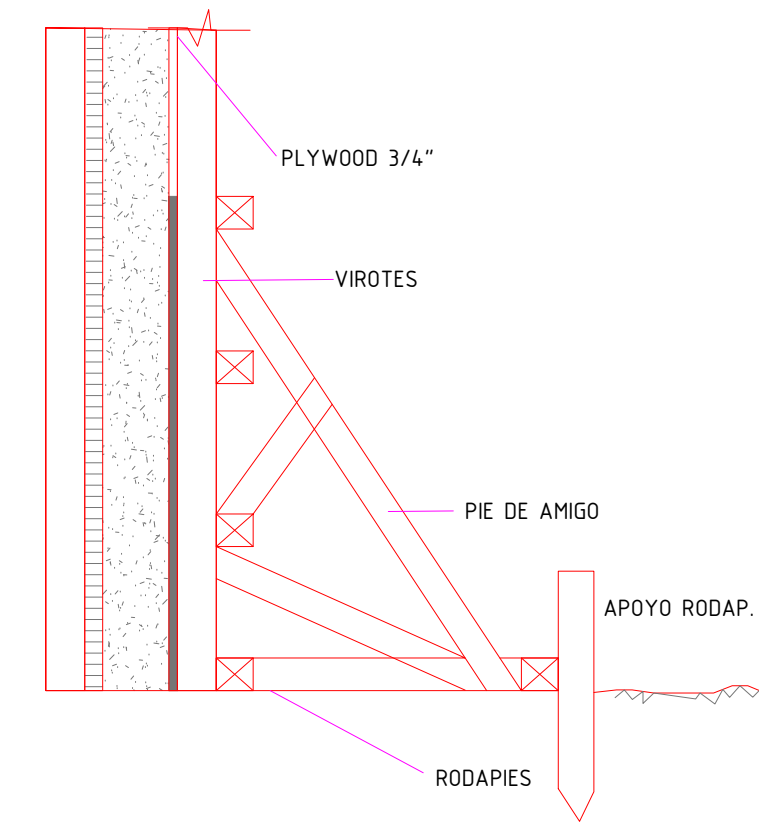 PLYWOOD 3/4"
VIROTES
PIE DE AMIGO
APOYO RODAP.
RODAPIES